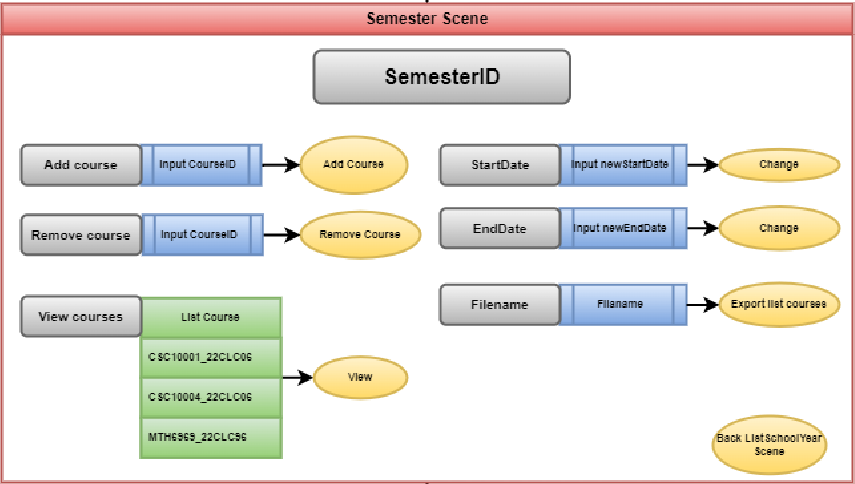 Semester Scene
SemesterID
Add course
Input CourseID
Add Course
StartDate
Input newStartDate
Change
Remove course
Input CourseID
Remove Course
EndDate
Input newEndDate
Change
View courses
List Course
CSC10001_22CLC06
CSC10004_22CLC06
MTH6969_22CLC96
View
Filename
Filaname
Export list courses
Back ListSchoolYear
Scene